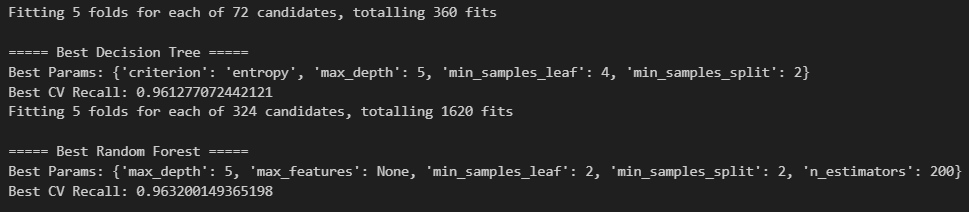 Fitting 5 folds for each of 72 candidates, totalling 360 fits
===== Best Decision Tree =====
Best Params: {'criterion': 'entropy', 'max_depth': 5, 'min_samples_leaf': 4, 'min_samples_split': 2}
Best CV Recall: 0.961277072442121
Fitting 5 folds for each of 324 candidates, totalling 1620 fits
===== Best Random Forest =====
Best Params: {'max_depth': 5, 'max_features': None, 'min_samples_leaf': 2, 'min_samples_split': 2, 'n_estimators': 200}
Best CV Recall: 0.963200149365198